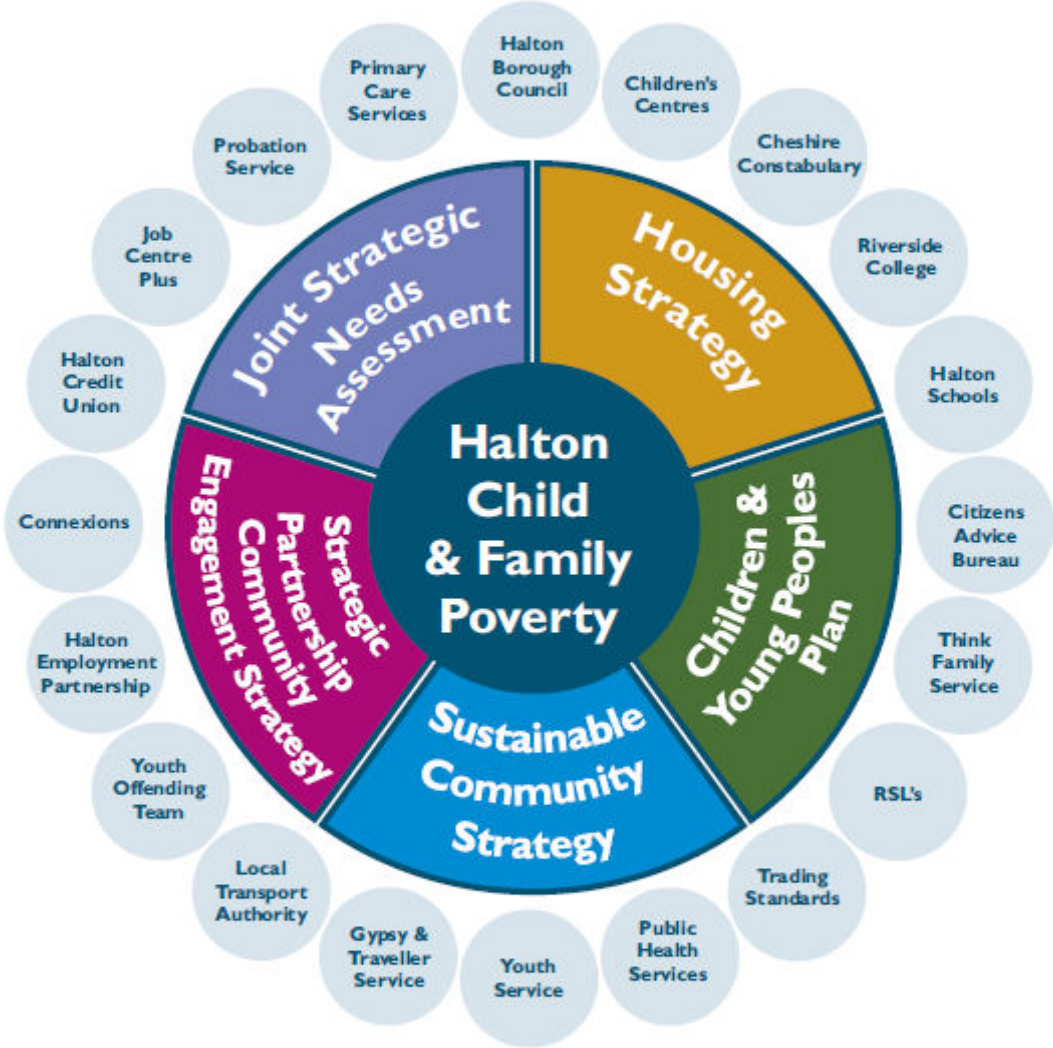 Halton
Borough
Council
Children's
Centres
Cheshire
Constabulary
Riverside
College
Halton
Schools
Citizens
Advice
Bureau
Think
Family
Service
RSL's
Trading
Standards
Public
Health
Services
Youth
Service
Gypsy &
Traveller
Service
Local
Transport
Authority
Youth
Offending
Team
Halton
Employment
Partnership
Connexions
Halton
Credit
Union
Job
Centre
Plus
Probation
Service
Primary
Care
Services
Housing
Strategy
Children &
Young Peoples
Plan
Sustainable
Community
Strategy
Strategic
Partnership
Community
Engagement Strategy
Joint Strategic
Needs
Assessment
Halton
Child
& Family
Poverty